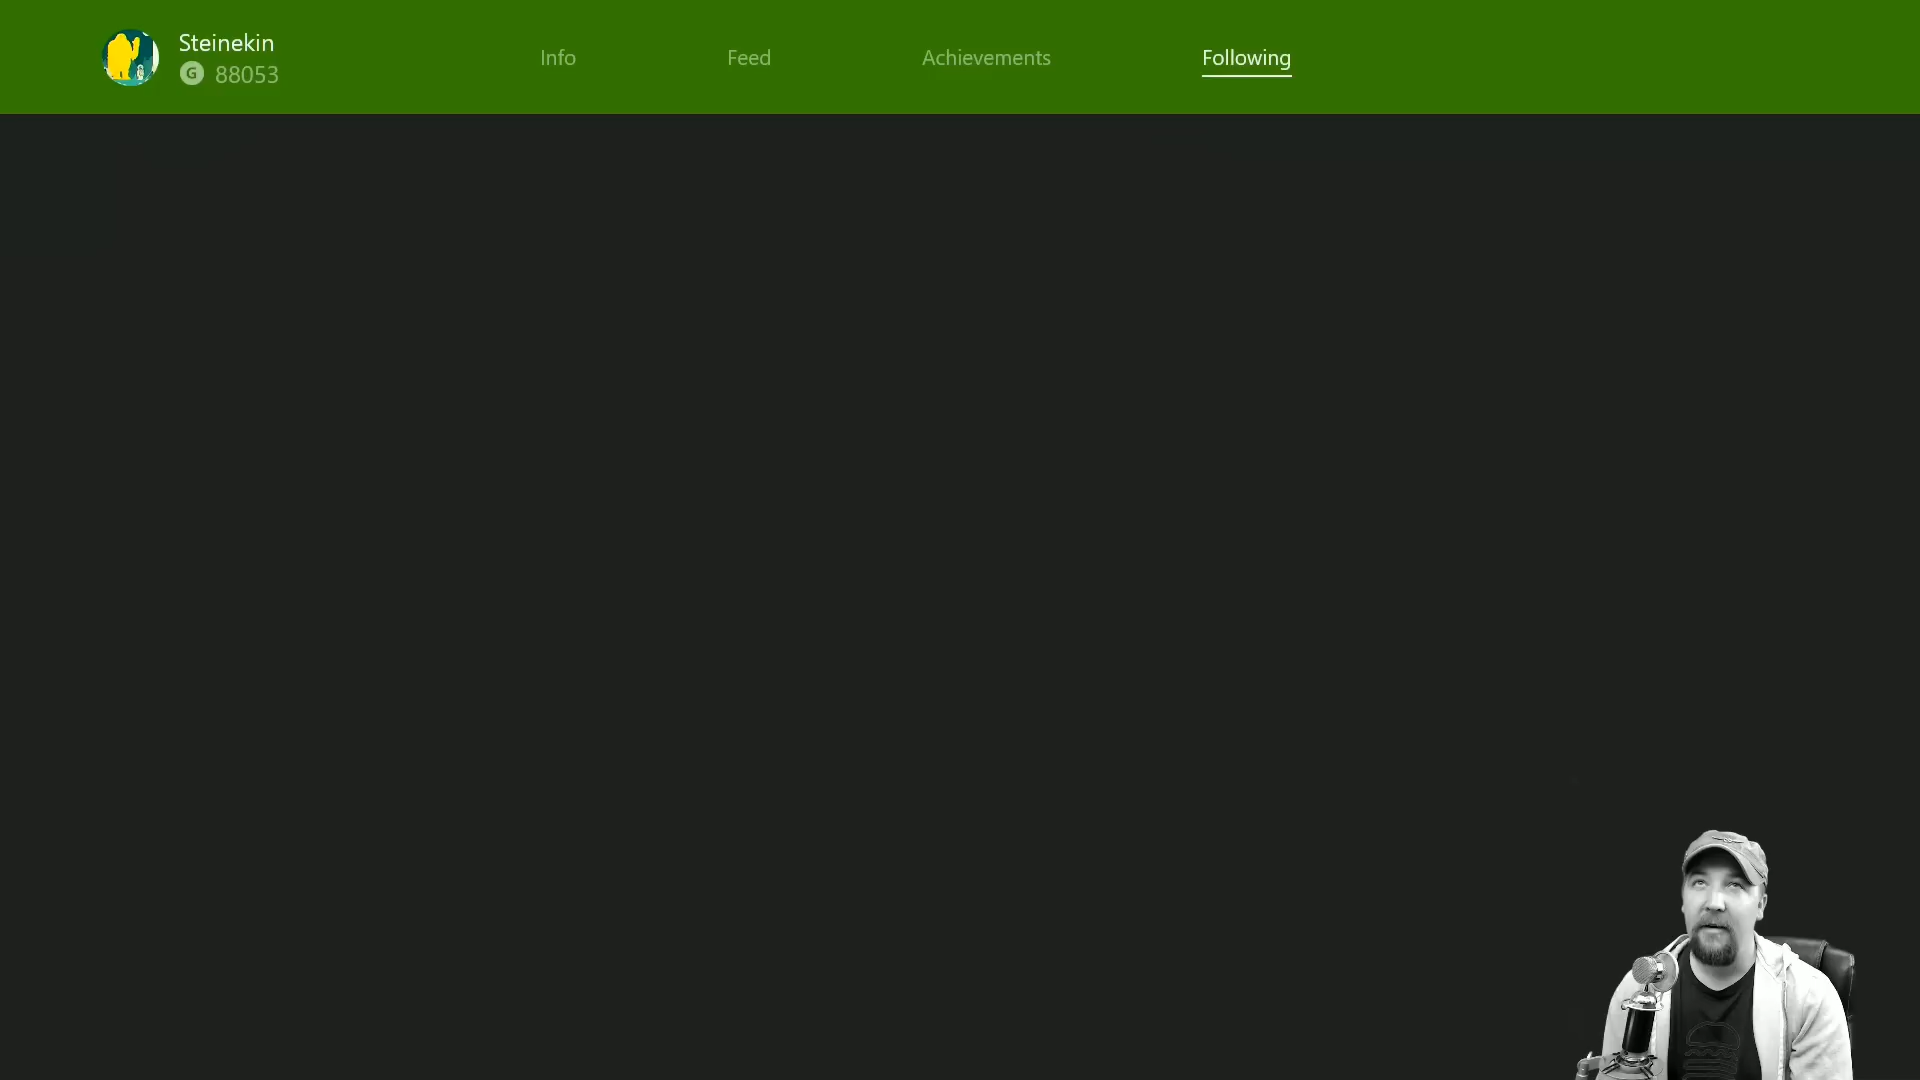 Steinekin
G 88053
Info
Feed
Achievements
Following